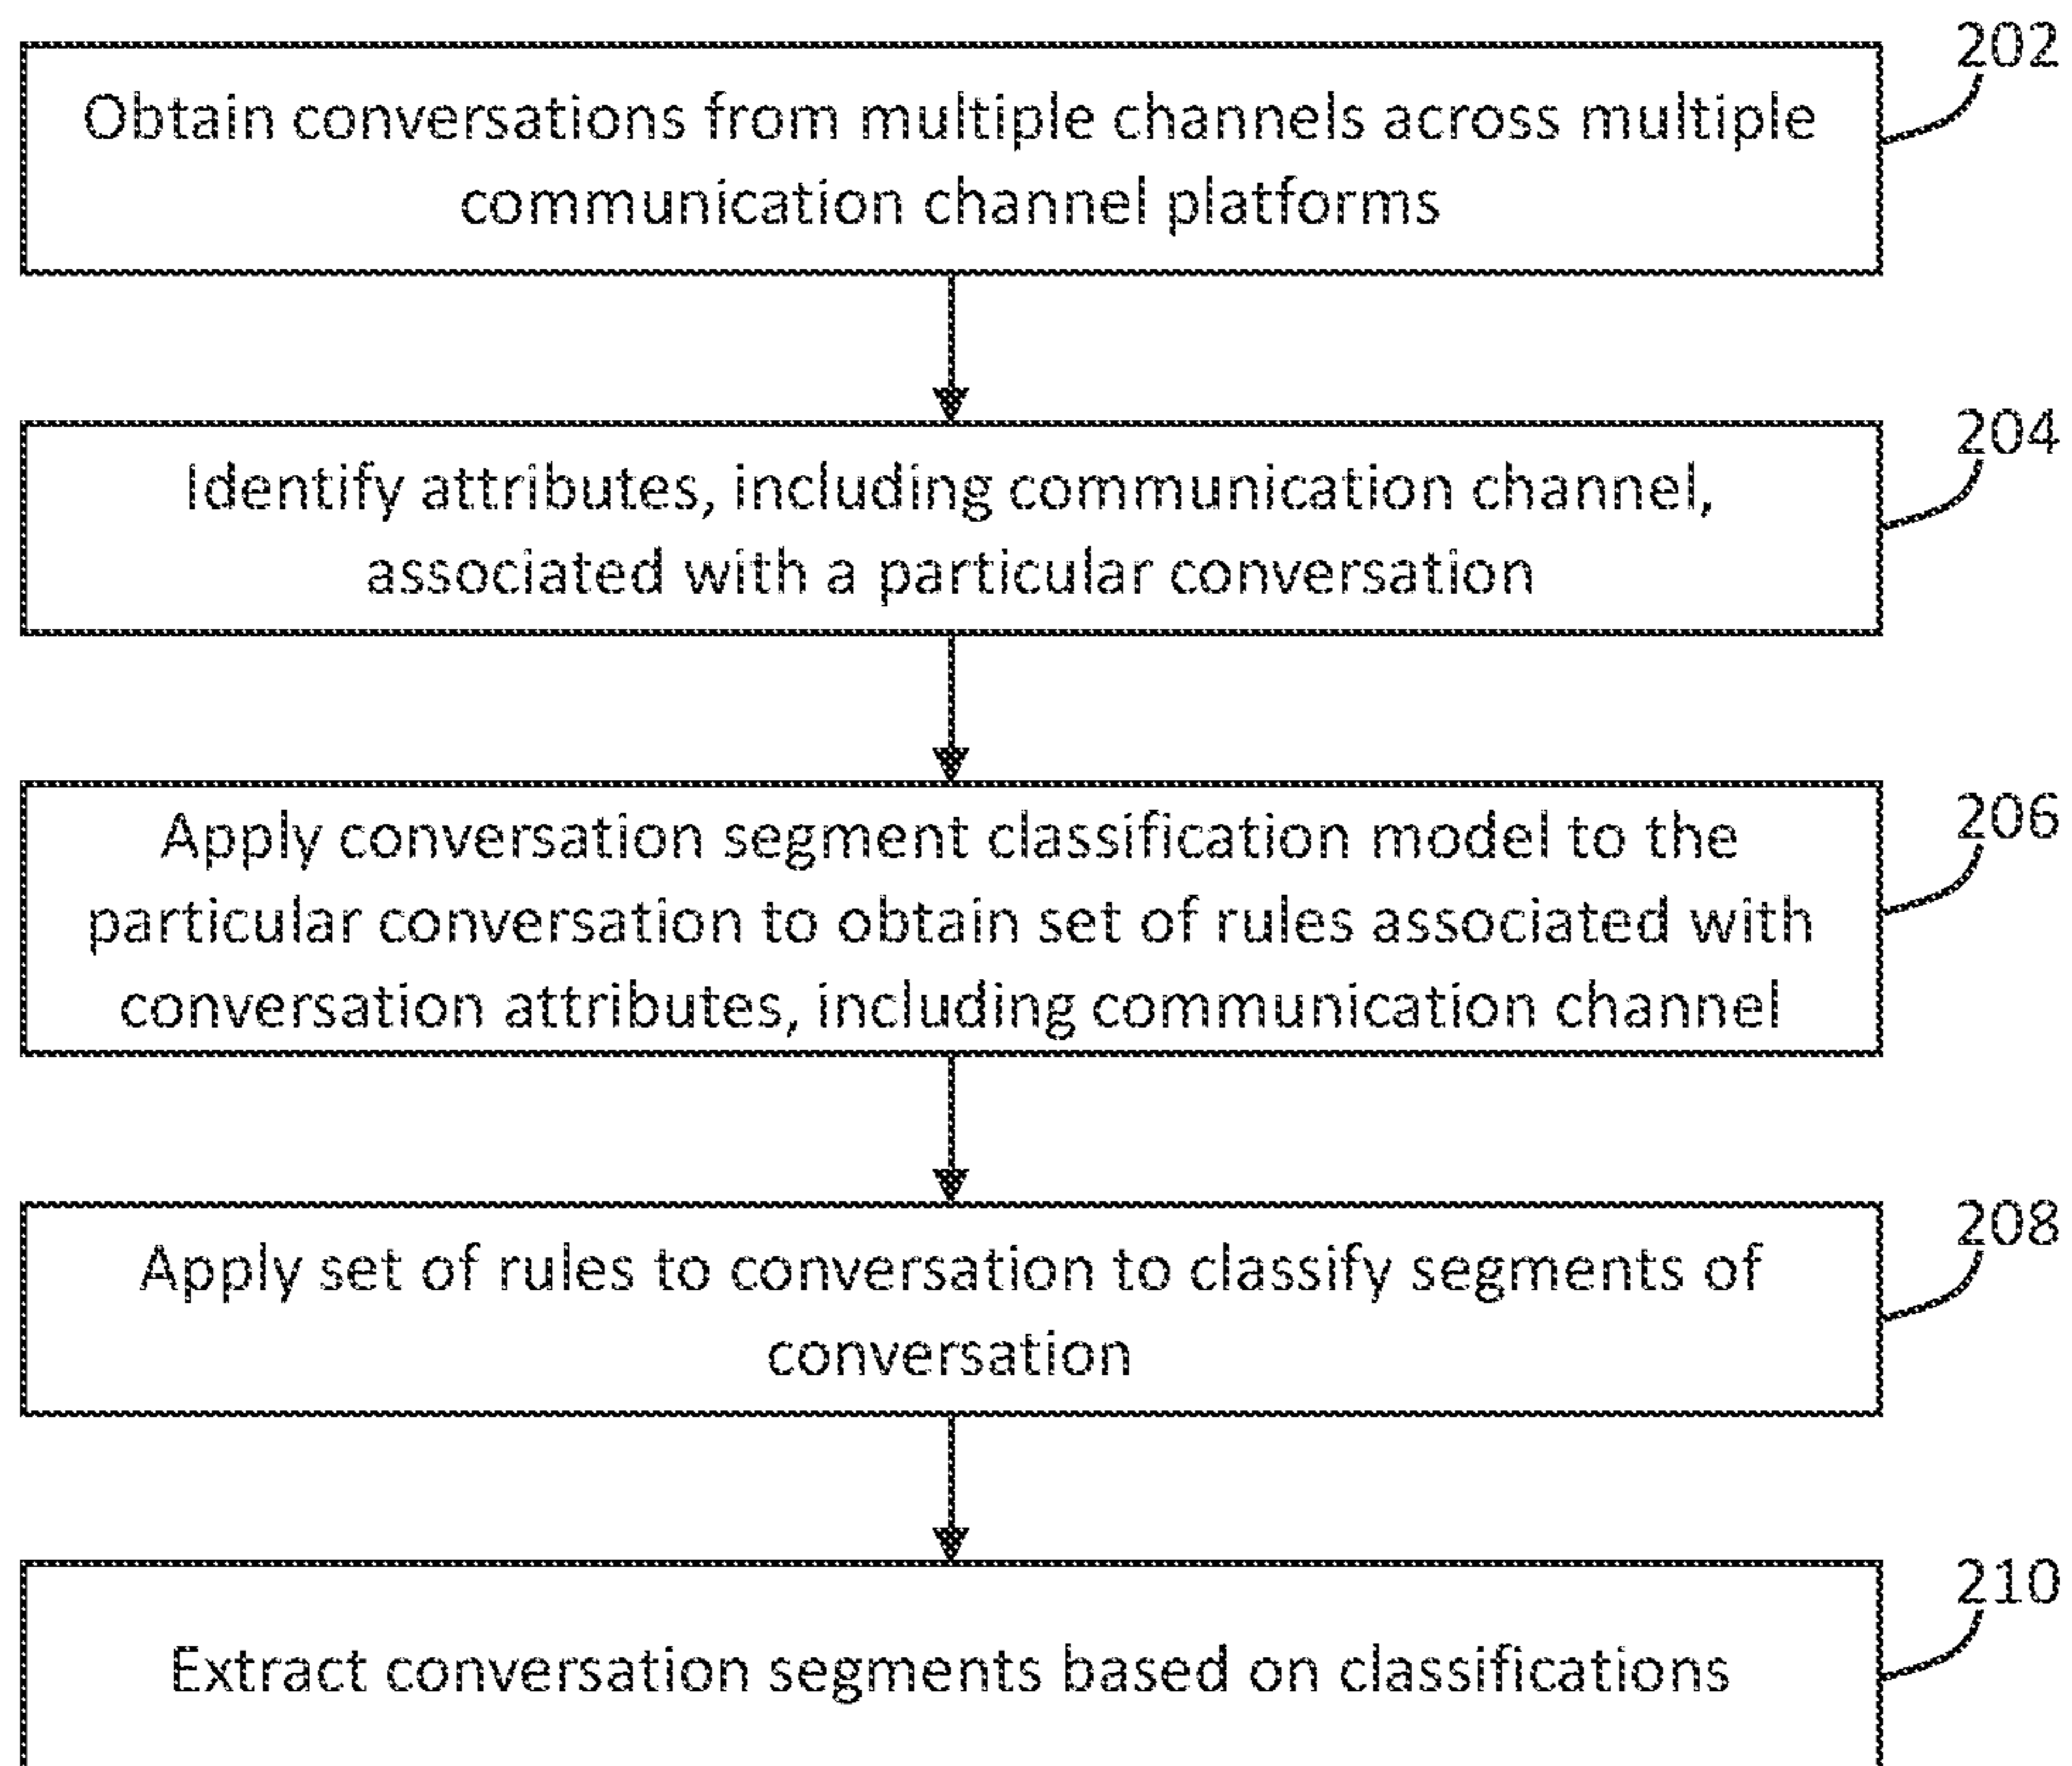 202
Obtain conversations from multiple channels across multiple
communication channel platforms
204
Identify attributes, including communication channel,
associated with a particular conversation
206
Apply conversation segment classification model to the
particular conversation to obtain set of rules associated with
conversation attributes, including communication channel
208
Apply set of rules to conversation to classify segments of
conversation
210
Extract conversation segments based on classifications